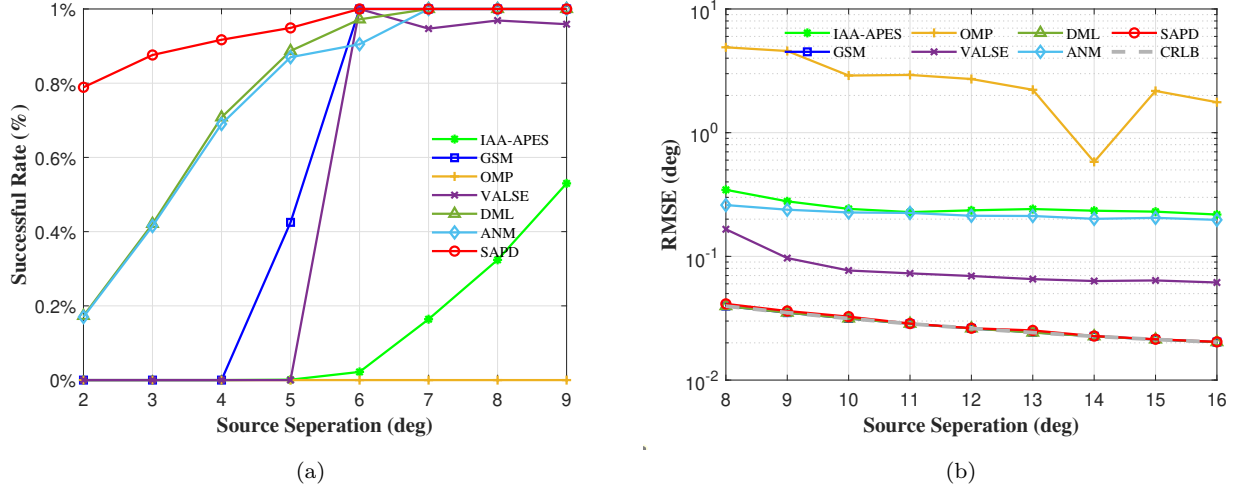 1%
0.8%
0.6%
0.4%
0.2%
0%
Successful Rate (%)
2 3 4 5 6 7 8 9
Source Seperation (deg)
IAA-APES
GSM
OMP
VALSE
DML
ANM
SAPD
(a)
10^1
10^0
10^-1
10^-2
RMSE (deg)
8 9 10 11 12 13 14 15 16
Source Seperation (deg)
IAA-APES OMP DML SAPD
GSM VALSE ANM CRLB
(b)